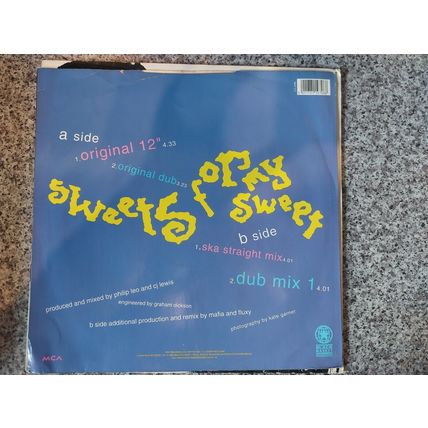 a side
1. original 12" 4.33
2. original dub 3.23
sweets for my sweet
b side
1. ska straight mix 4.01
2. dub mix 1 4.01
produced and mixed by philip leo and cj lewis
engineered by graham dickson
b side additional production and remix by mafia and fluxy
photography by kate garner
MCA
BLACK